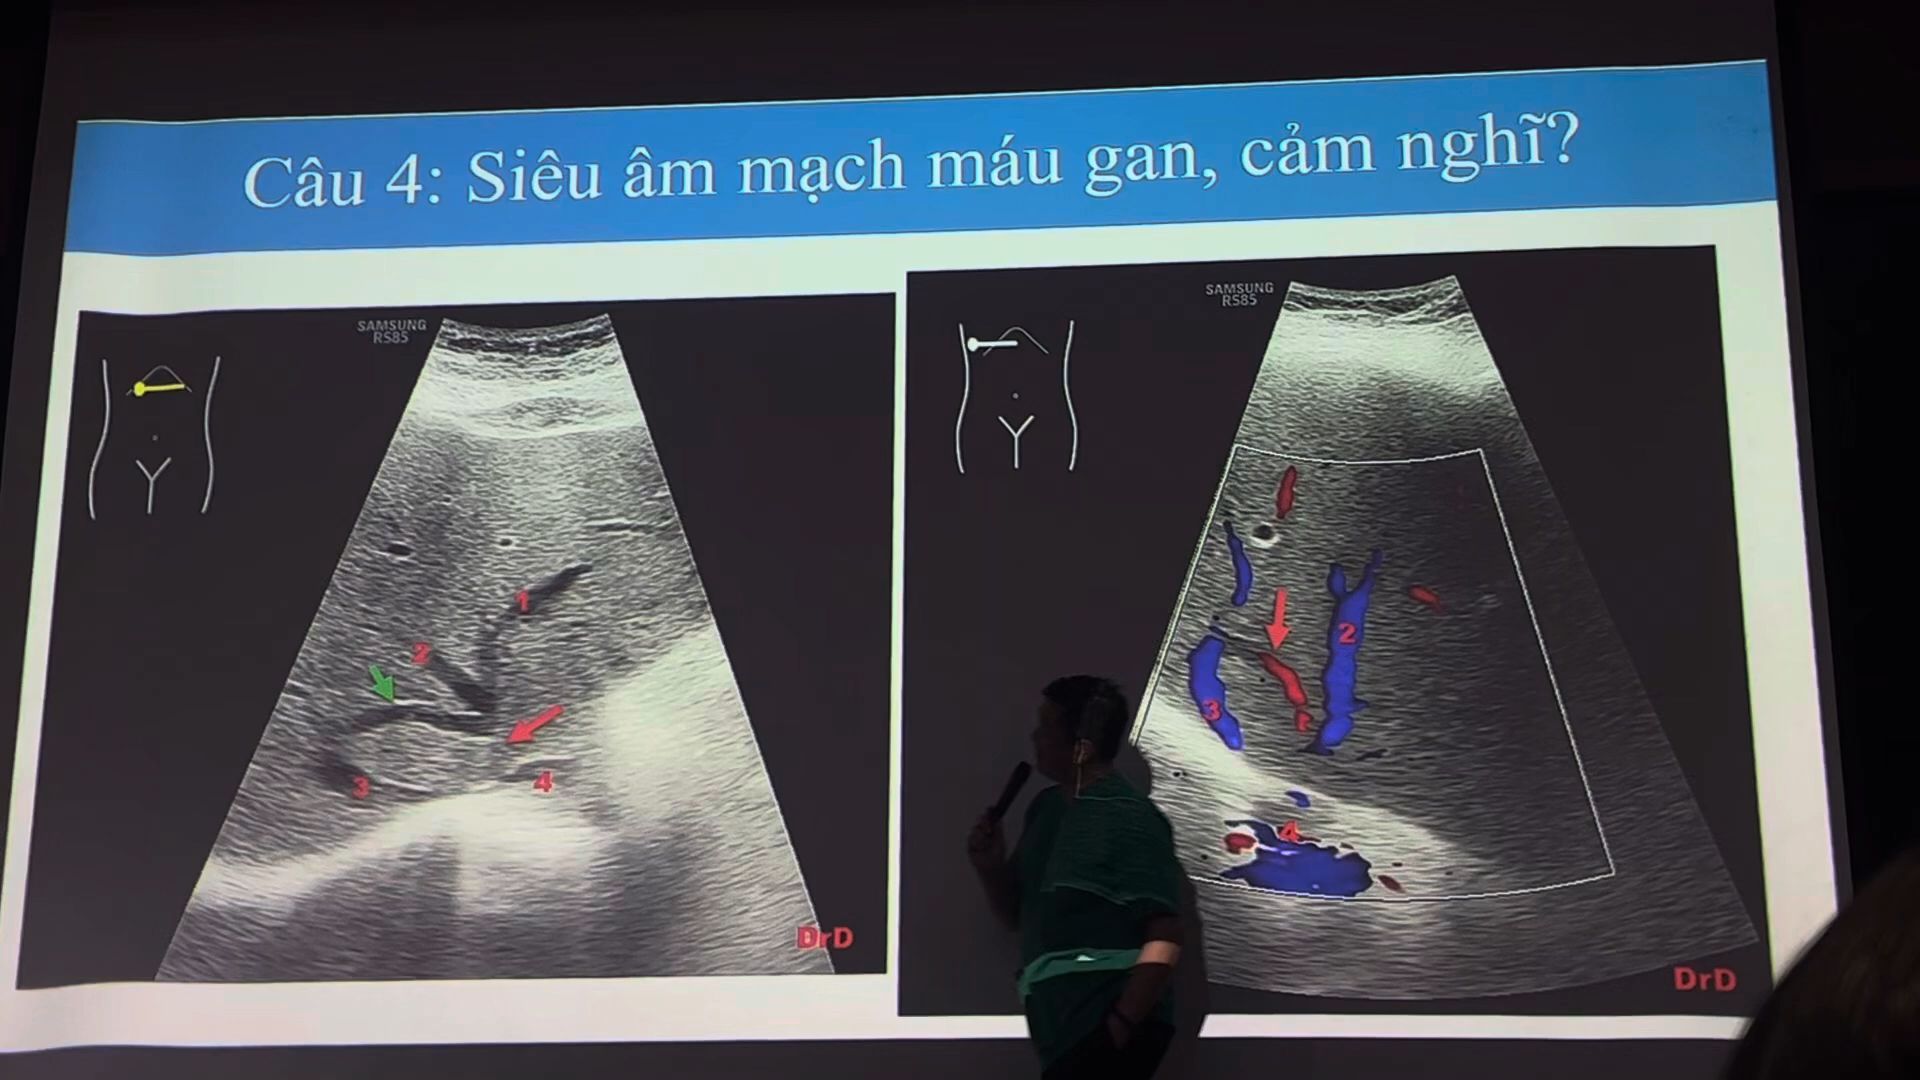 Câu 4: Siêu âm mạch máu gan, cảm nghĩ?
SAMSUNG
RS85
1
2
3
4
DrD
SAMSUNG
RS85
2
3
4
DrD